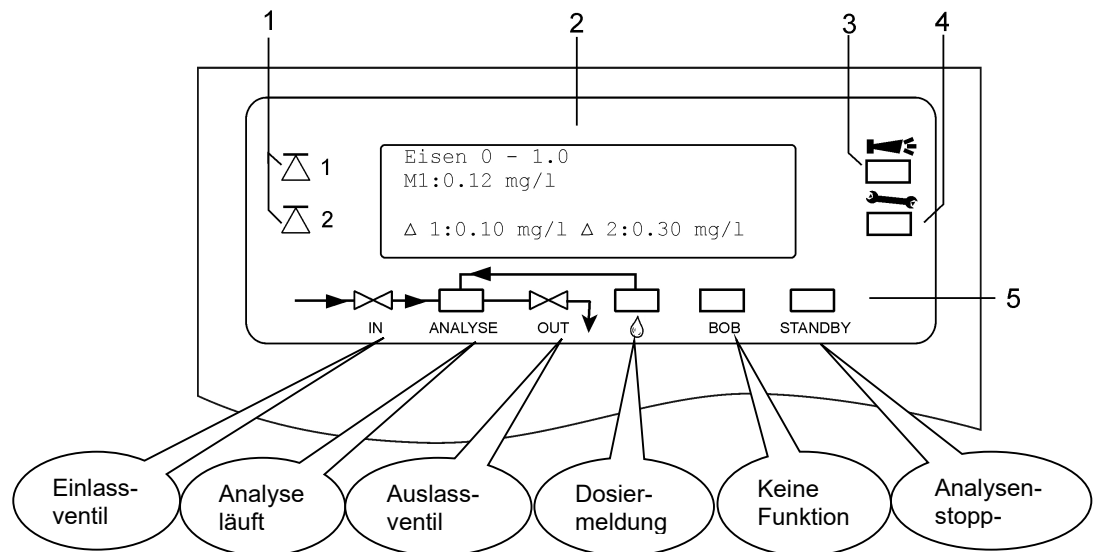 1
2
3
4
1
2
Eisen 0 - 1.0
M1:0.12 mg/l
△ 1:0.10 mg/l △ 2:0.30 mg/l
5
IN
ANALYSE
OUT
BOB
STANDBY
Einlass-
ventil
Analyse
läuft
Auslass-
ventil
Dosier-
meldung
Keine
Funktion
Analysen-
stopp-